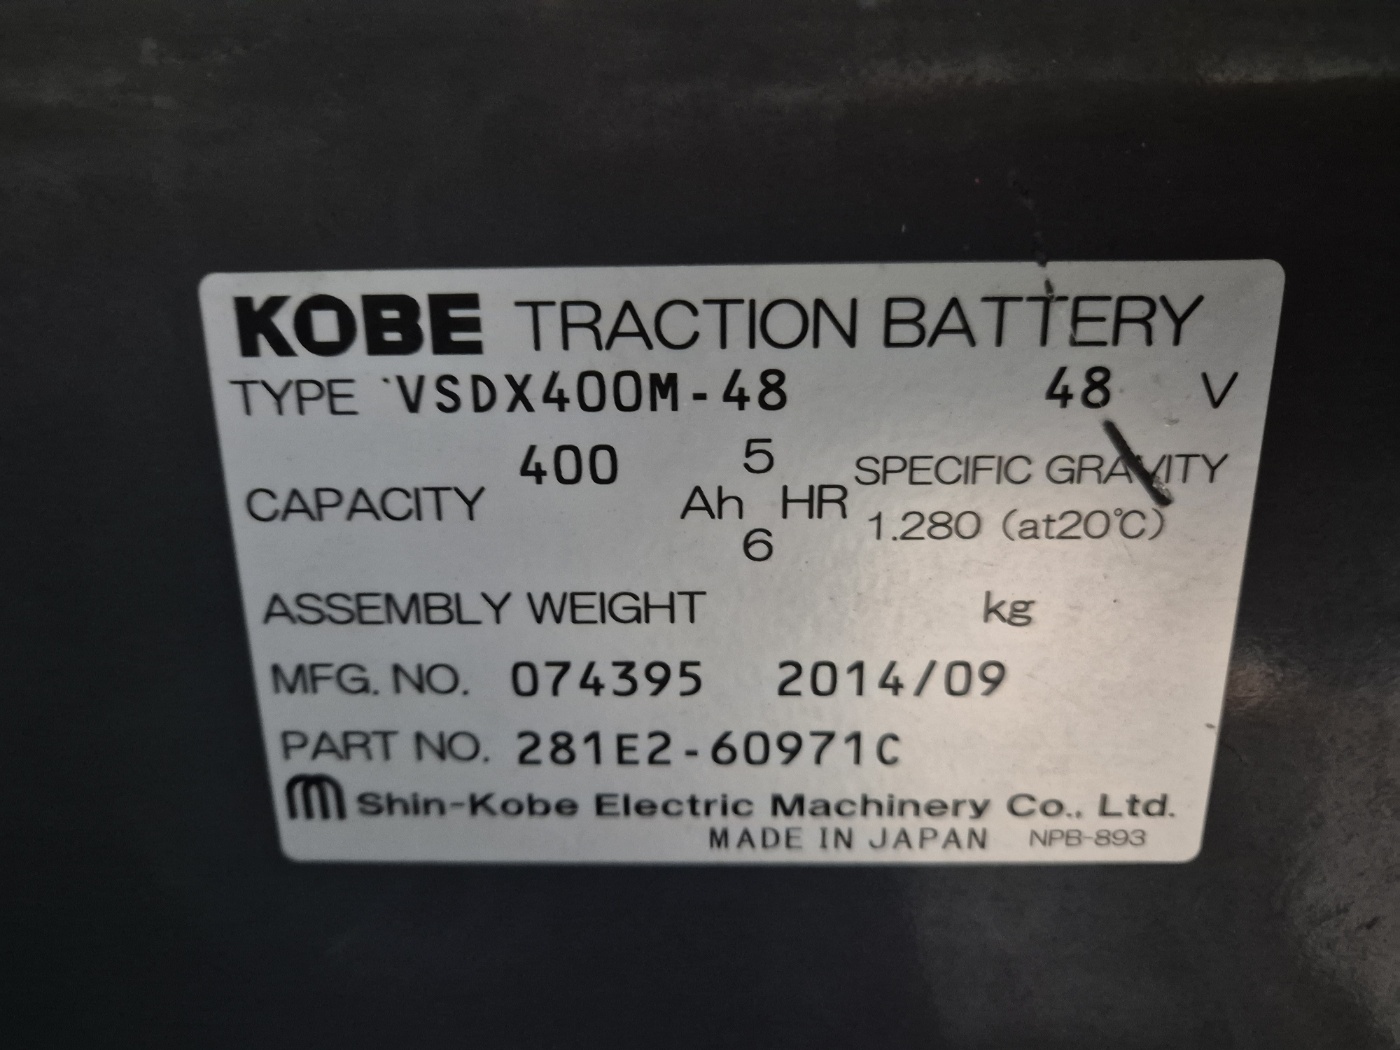 KOBE TRACTION BATTERY
TYPE VSDX400M-48 48 V
CAPACITY 400 Ah 5 HR
6
SPECIFIC GRAVITY
1.280 (at20℃)
ASSEMBLY WEIGHT kg
MFG. NO. 074395 2014/09
PART NO. 281E2-60971C
Shin-Kobe Electric Machinery Co., Ltd.
MADE IN JAPAN NPB-893